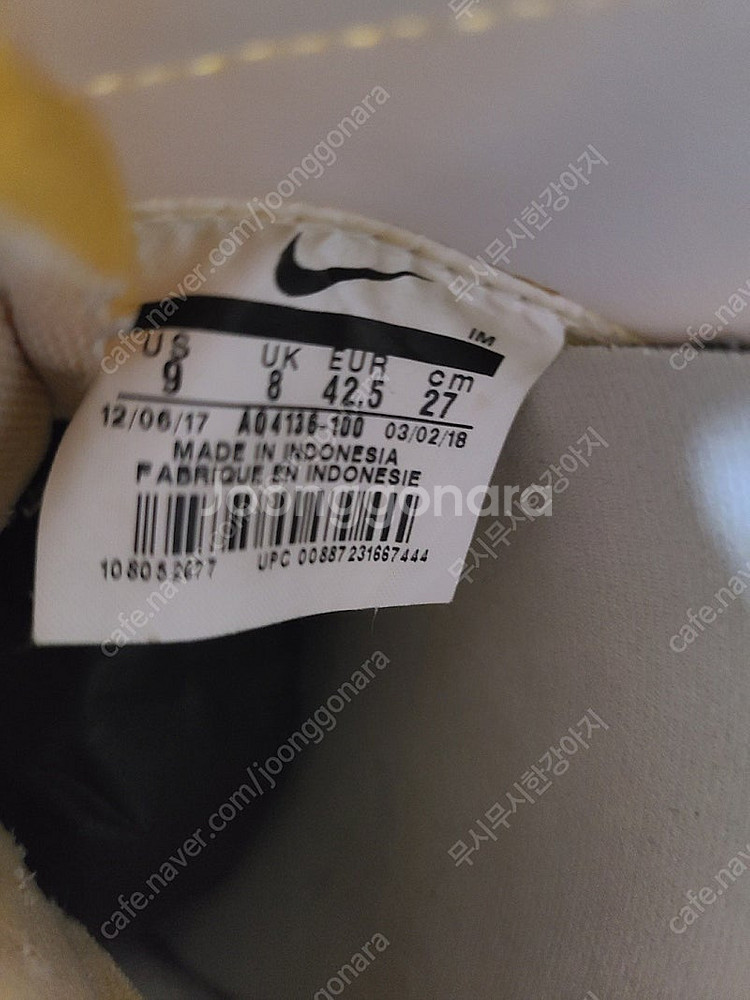 IM
US UK EUR cm
9 8 42.5 27
12/06/17 AO4136-100 03/02/18
MADE IN INDONESIA
FABRIQUE EN INDONESIE
UPC 00887231667444
Joonggonara
cafe.naver.com/joonggonara
무시무시한강아지